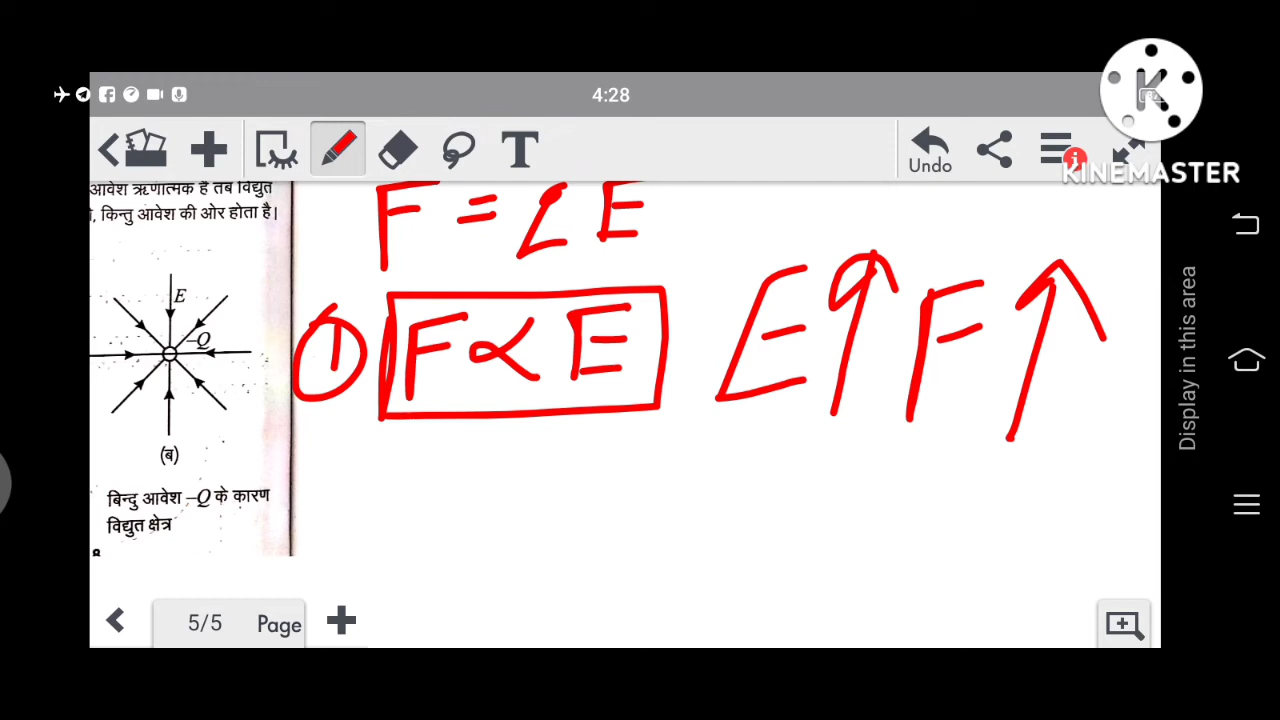 4:28
KINEMASTER
Undo
आवेश ऋणात्मक है तब विद्युत
, किन्तु आवेश की ओर होता है।
F = E
① F ∝ E E↑ F↑
E
–Q
(ब)
बिन्दु आवेश –Q के कारण
विद्युत क्षेत्र
8
5/5 Page
Display in this area